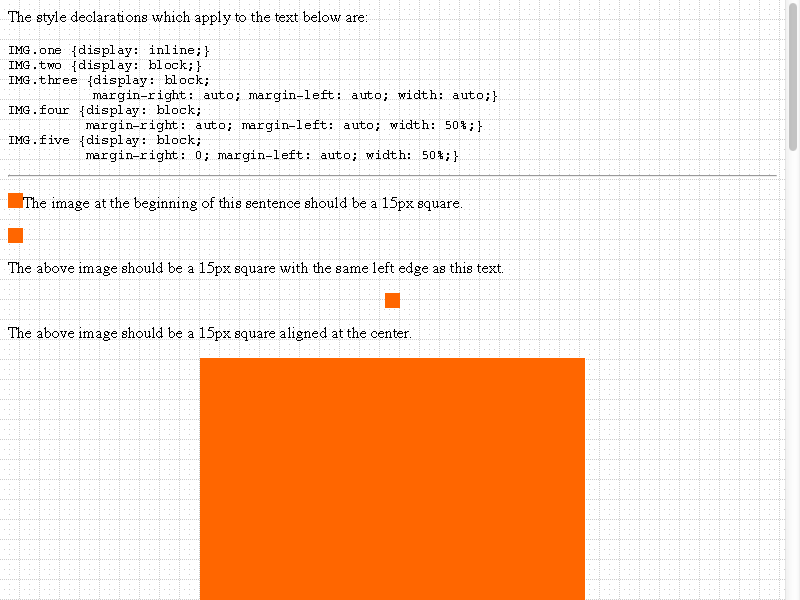 The style declarations which apply to the text below are:
IMG.one {display: inline;}
IMG.two {display: block;}
IMG.three {display: block;
           margin-right: auto; margin-left: auto; width: auto;}
IMG.four {display: block;
          margin-right: auto; margin-left: auto; width: 50%;}
IMG.five {display: block;
          margin-right: 0; margin-left: auto; width: 50%;}
The image at the beginning of this sentence should be a 15px square.
The above image should be a 15px square with the same left edge as this text.
The above image should be a 15px square aligned at the center.